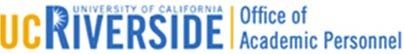 UNIVERSITY OF CALIFORNIA
UCRIVERSIDE
Office of
Academic Personnel